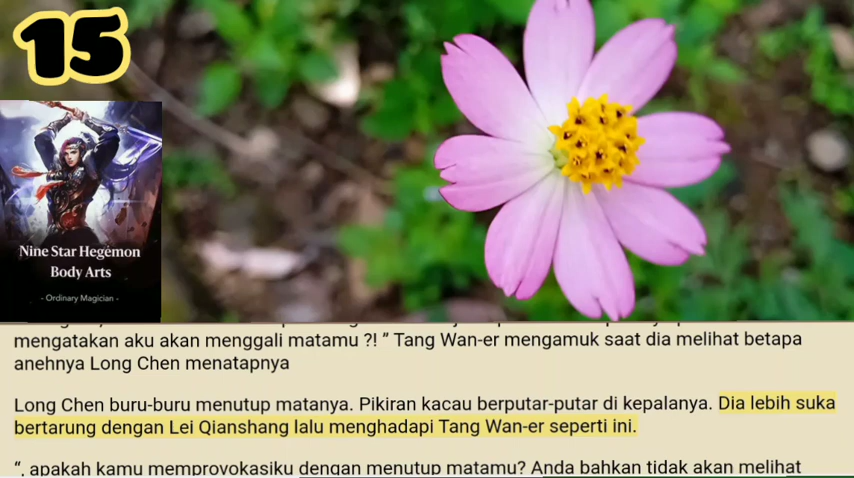 15
Nine Star Hegemon
Body Arts
- Ordinary Magician -
mengatakan aku akan menggali matamu ?! ” Tang Wan-er mengamuk saat dia melihat betapa
anehnya Long Chen menatapnya
Long Chen buru-buru menutup matanya. Pikiran kacau berputar-putar di kepalanya. Dia lebih suka
bertarung dengan Lei Qianshang lalu menghadapi Tang Wan-er seperti ini.
“, apakah kamu memprovokasiku dengan menutup matamu? Anda bahkan tidak akan melihat